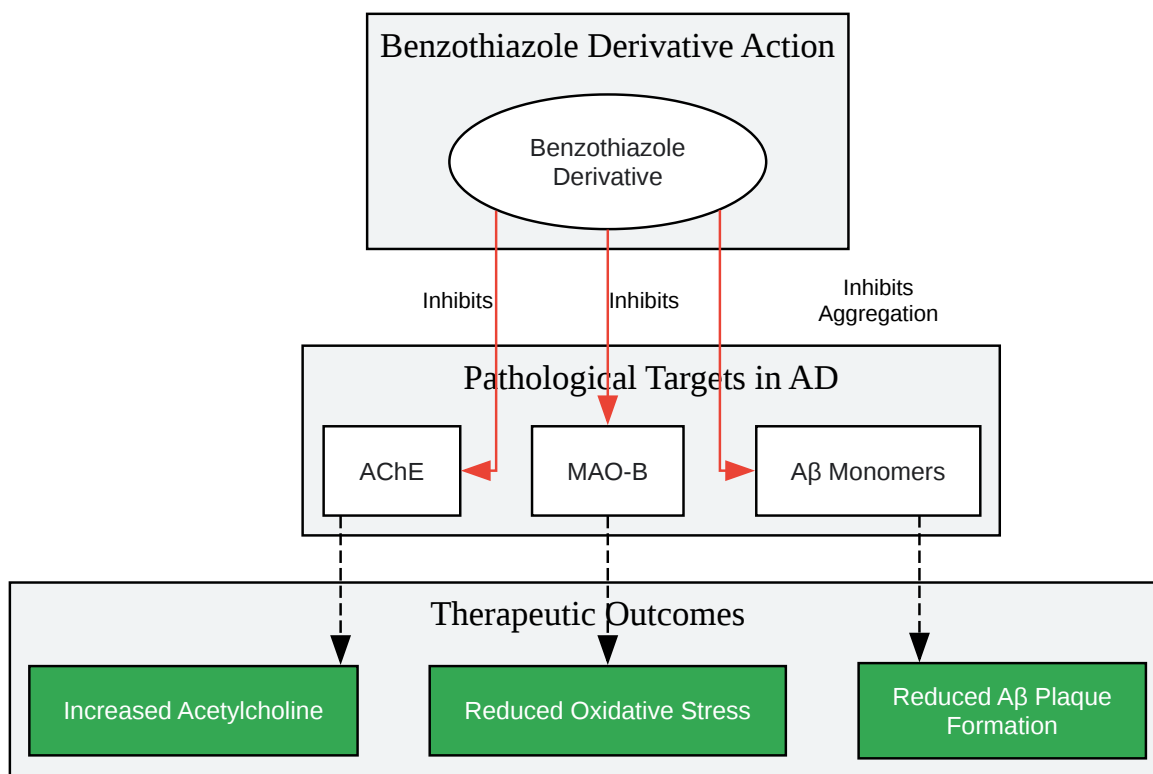 Benzothiazole Derivative Action
Benzothiazole
Derivative
Inhibits
Inhibits
Inhibits
Aggregation
Pathological Targets in AD
AChE
MAO-B
Aβ Monomers
Therapeutic Outcomes
Increased Acetylcholine
Reduced Oxidative Stress
Reduced Aβ Plaque
Formation